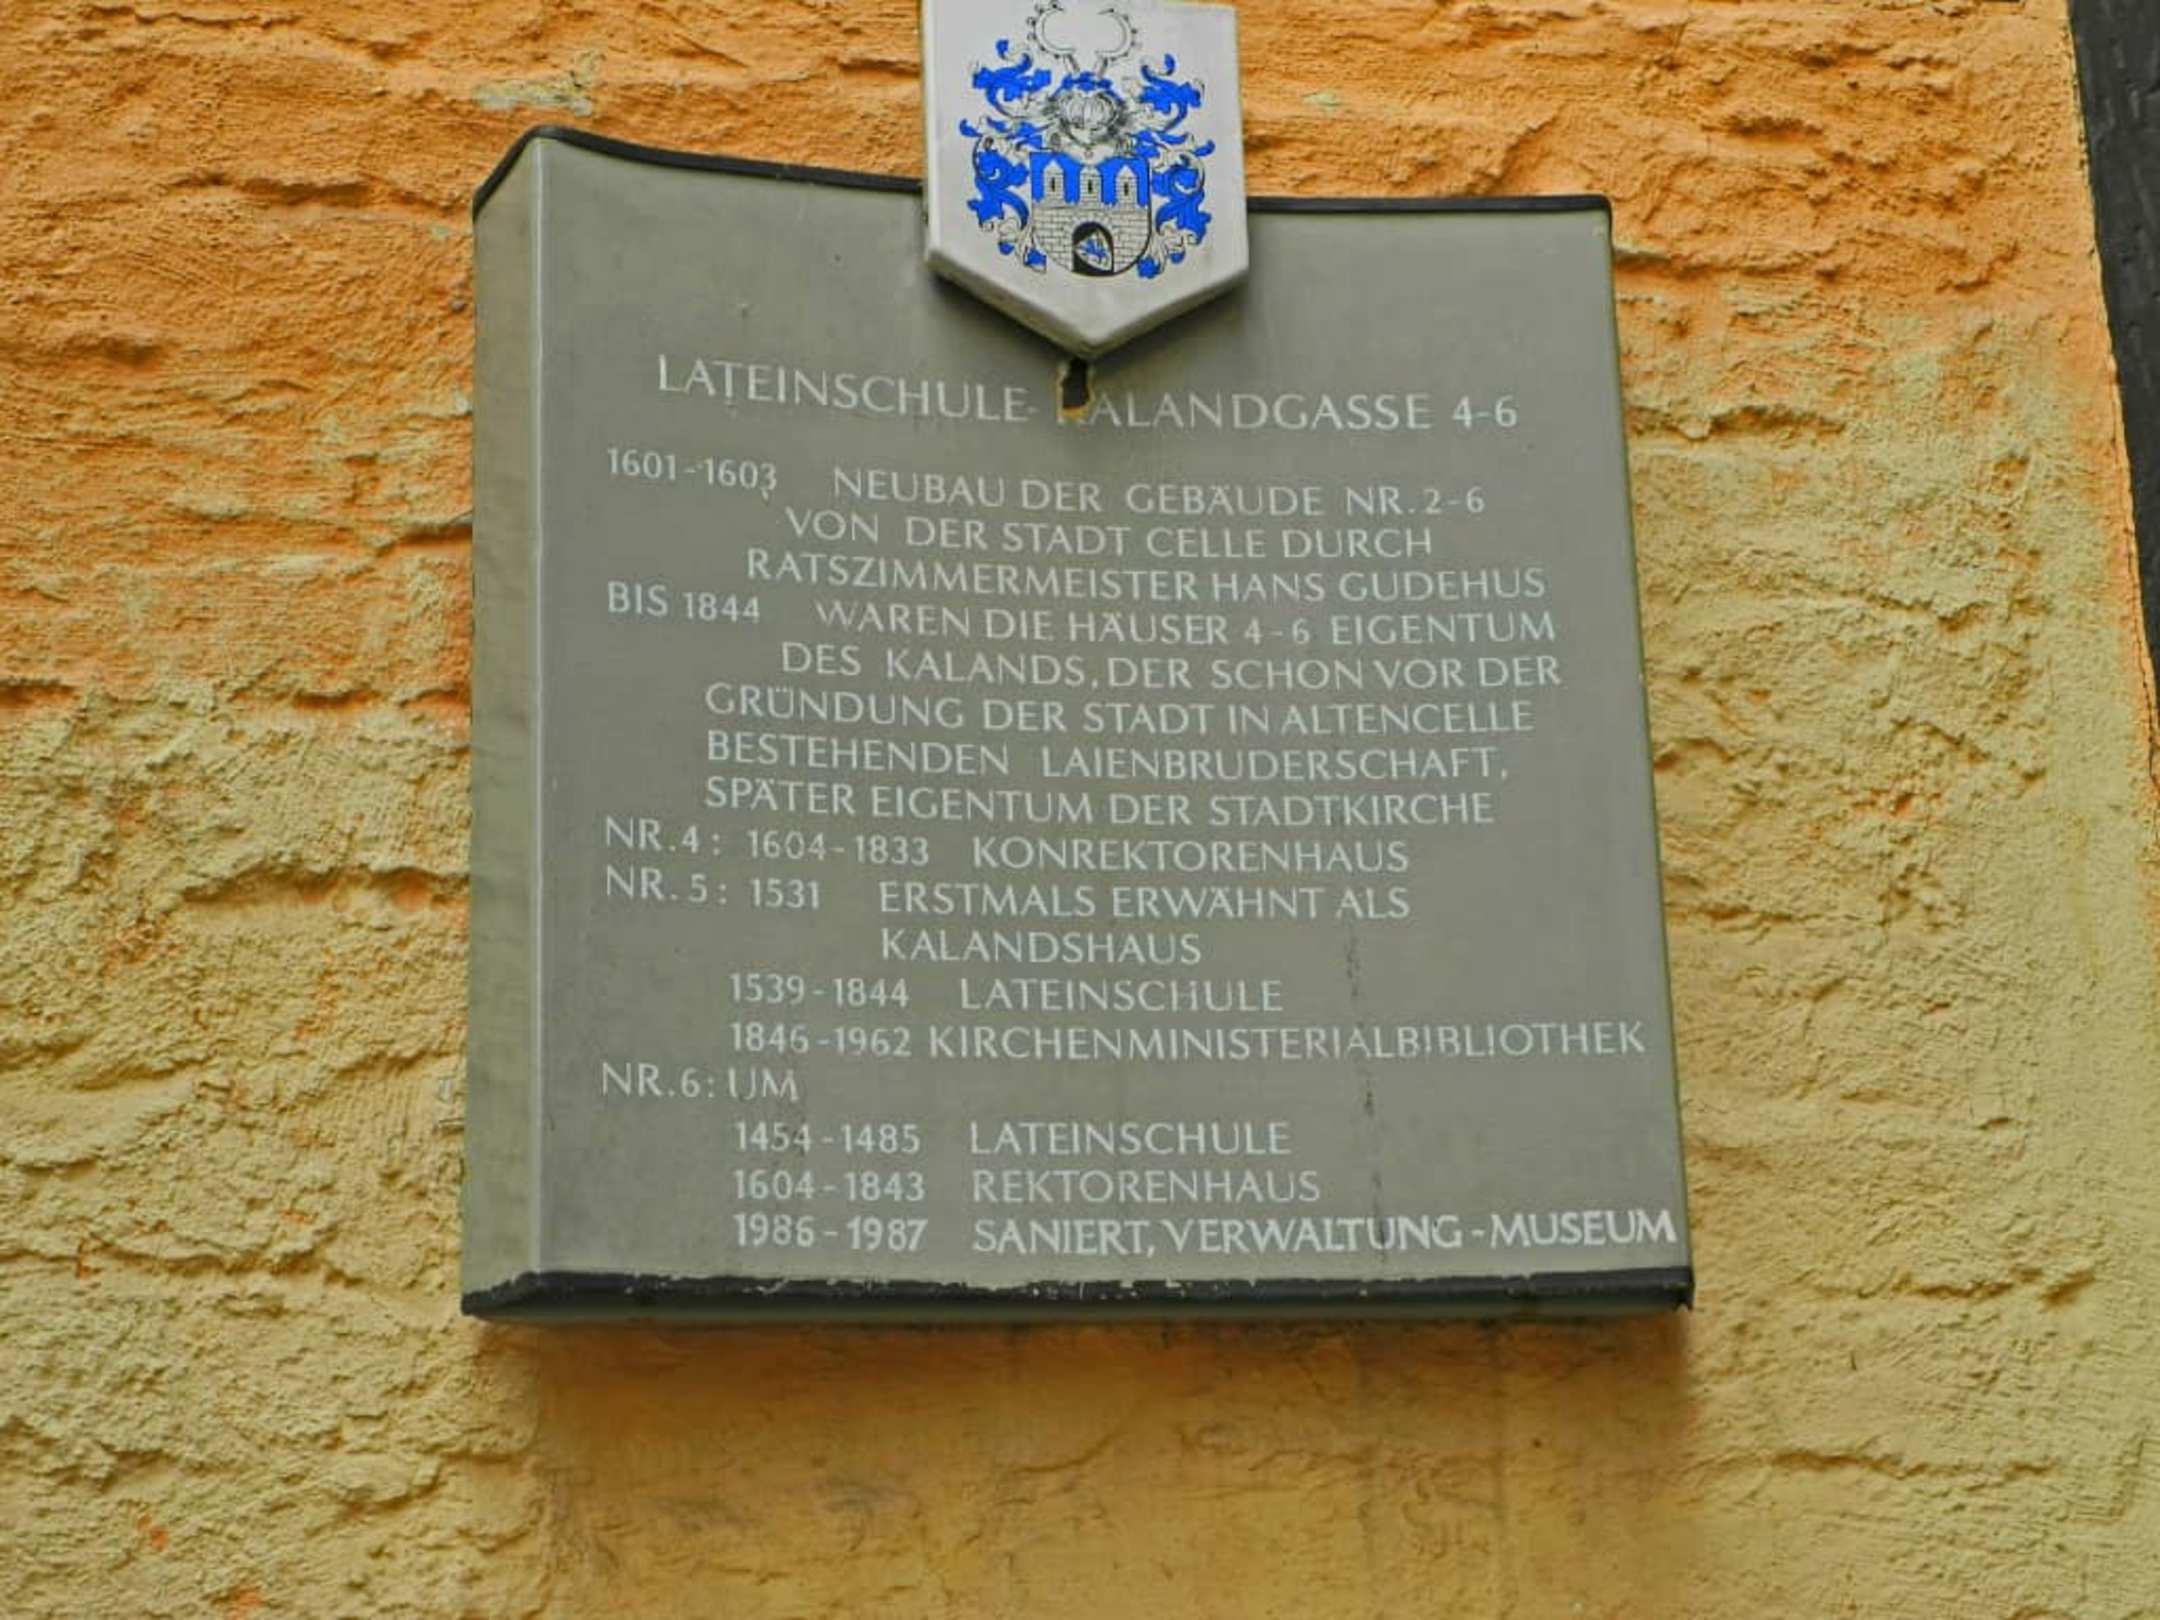 LATEINSCHULE-KALANDGASSE 4-6
1601-1603 NEUBAU DER GEBÄUDE NR.2-6
VON DER STADT CELLE DURCH
RATSZIMMERMEISTER HANS GUDEHUS
BIS 1844 WAREN DIE HÄUSER 4-6 EIGENTUM
DES KALANDS, DER SCHON VOR DER
GRÜNDUNG DER STADT IN ALTENCELLE
BESTEHENDEN LAIENBRUDERSCHAFT,
SPÄTER EIGENTUM DER STADTKIRCHE
NR.4: 1604-1833 KONREKTORENHAUS
NR.5: 1531 ERSTMALS ERWÄHNT ALS
KALANDSHAUS
1539-1844 LATEINSCHULE
1846-1962 KIRCHENMINISTERIALBIBLIOTHEK
NR.6: UM
1454-1485 LATEINSCHULE
1604-1843 REKTORENHAUS
1986-1987 SANIERT, VERWALTUNG-MUSEUM